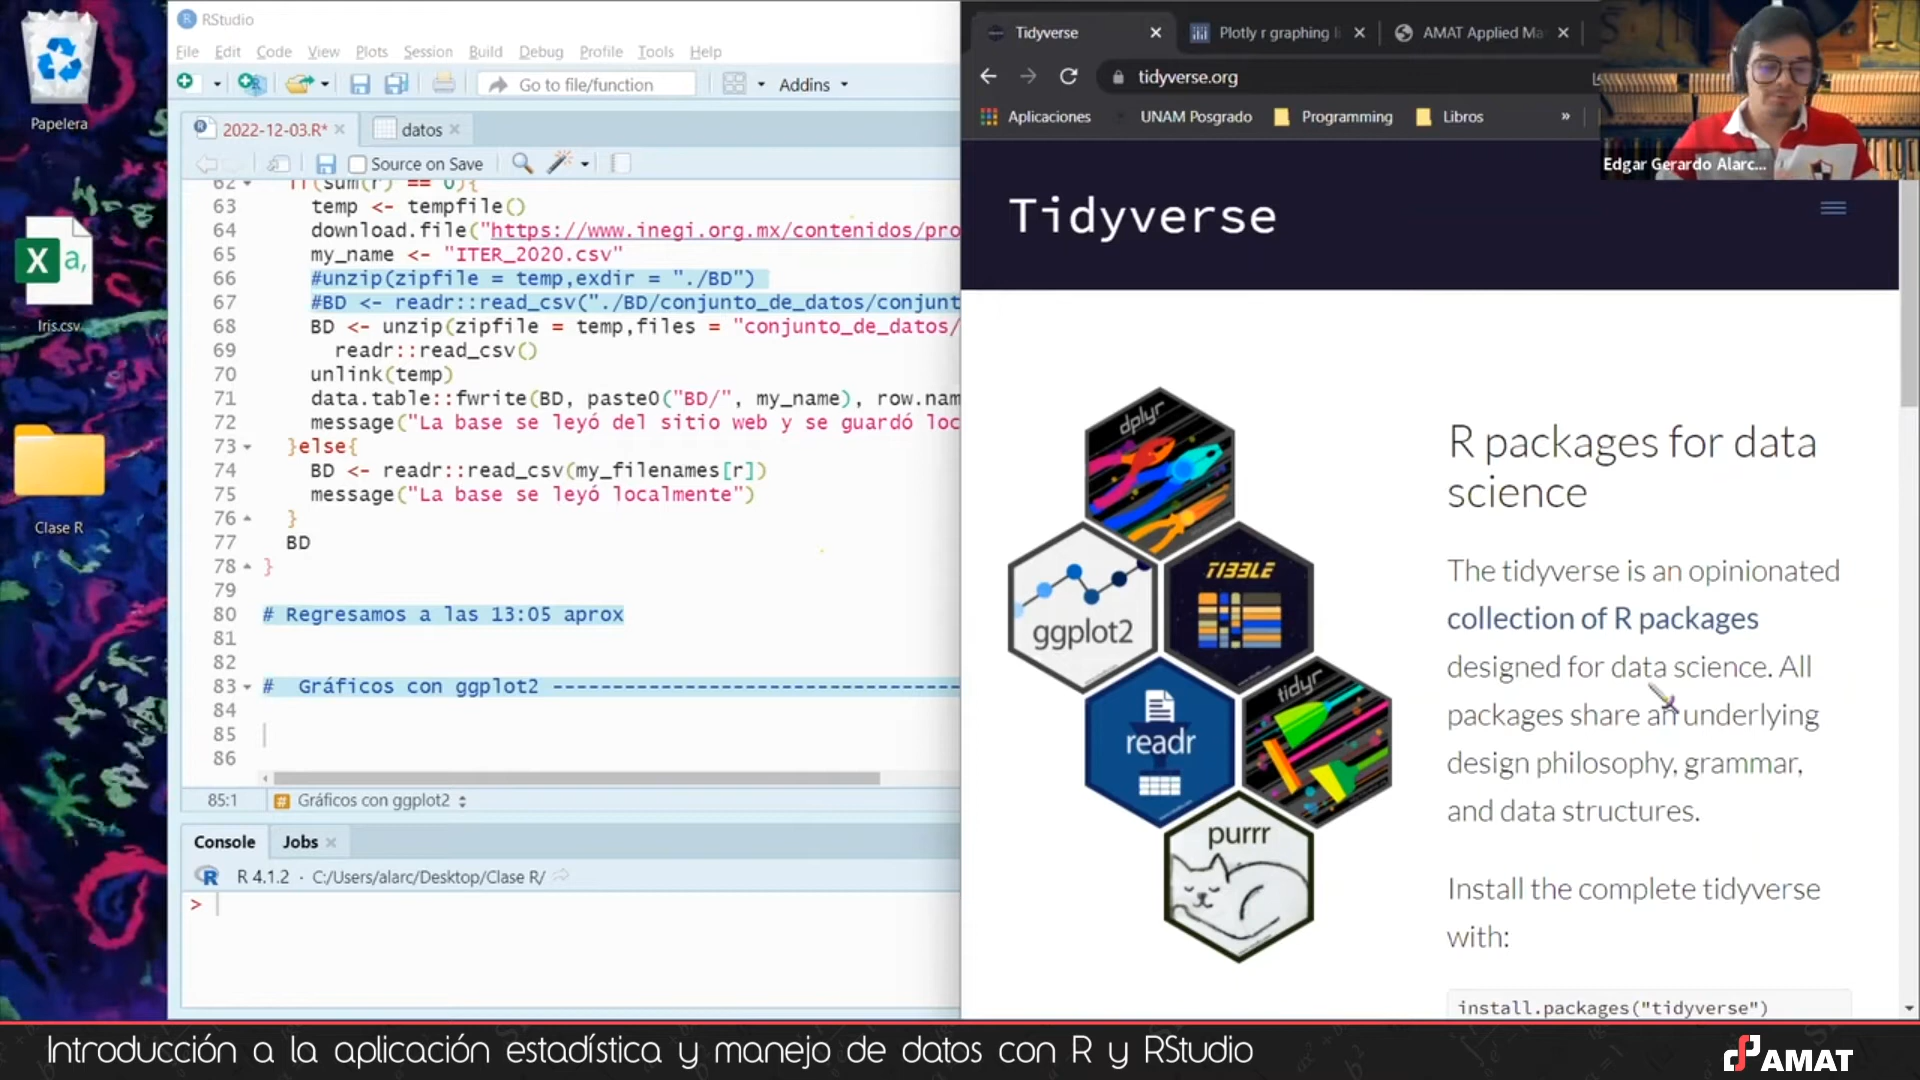 RStudio
File Edit Code View Plots Session Build Debug Profile Tools Help
Go to file/function
Addins
2022-12-03.R*
datos
Source on Save
62 if(sum(r) == 0){
63 temp <- tempfile()
64 download.file("https://www.inegi.org.mx/contenidos/pro
65 my_name <- "ITER_2020.csv"
66 #unzip(zipfile = temp,exdir = "./BD")
67 #BD <- readr::read_csv("./BD/conjunto_de_datos/conjunt
68 BD <- unzip(zipfile = temp,files = "conjunto_de_datos/
69 readr::read_csv()
70 unlink(temp)
71 data.table::fwrite(BD, paste0("BD/", my_name), row.nam
72 message("La base se leyó del sitio web y se guardó loc
73 }else{
74 BD <- readr::read_csv(my_filenames[r])
75 message("La base se leyó localmente")
76 }
77 BD
78 }
79
80 # Regresamos a las 13:05 aprox
81
82
83 # Gráficos con ggplot2 ----------------------------------
84
85
86
85:1 # Gráficos con ggplot2
Console Jobs
R 4.1.2 · C:/Users/alarc/Desktop/Clase R/
>
Papelera
X a,
Iris.csv
Clase R
Tidyverse
Plotly r graphing li
AMAT Applied Ma
tidyverse.org
Aplicaciones
UNAM Posgrado
Programming
Libros
»
Edgar Gerardo Alarc...
Tidyverse
dplyr
ggplot2
TIBBLE
readr
tidyr
purrr
R packages for data
science
The tidyverse is an opinionated
collection of R packages
designed for data science. All
packages share an underlying
design philosophy, grammar,
and data structures.
Install the complete tidyverse
with:
install.packages("tidyverse")
Introducción a la aplicación estadística y manejo de datos con R y RStudio
AMAT